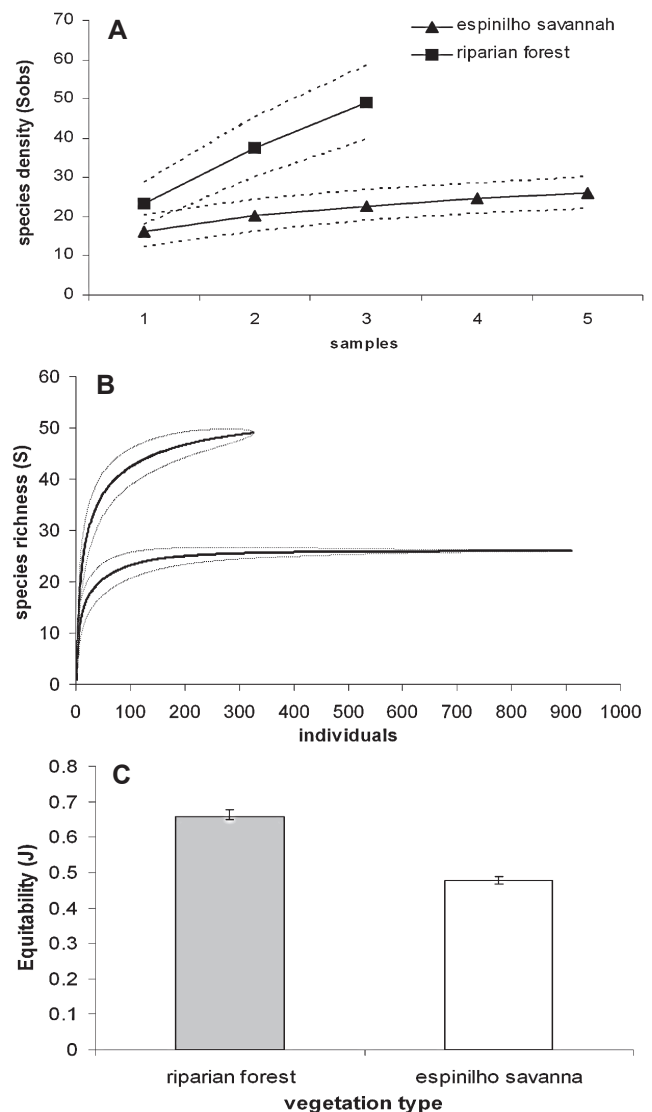 A
espinilho savannah
riparian forest
species density (Sobs)
70
60
50
40
30
20
10
0
1 2 3 4 5
samples
B
species richness (S)
60
50
40
30
20
10
0
0 100 200 300 400 500 600 700 800 900 1000
individuals
C
Equitability (J)
0.8
0.7
0.6
0.5
0.4
0.3
0.2
0.1
0
riparian forest espinilho savanna
vegetation type